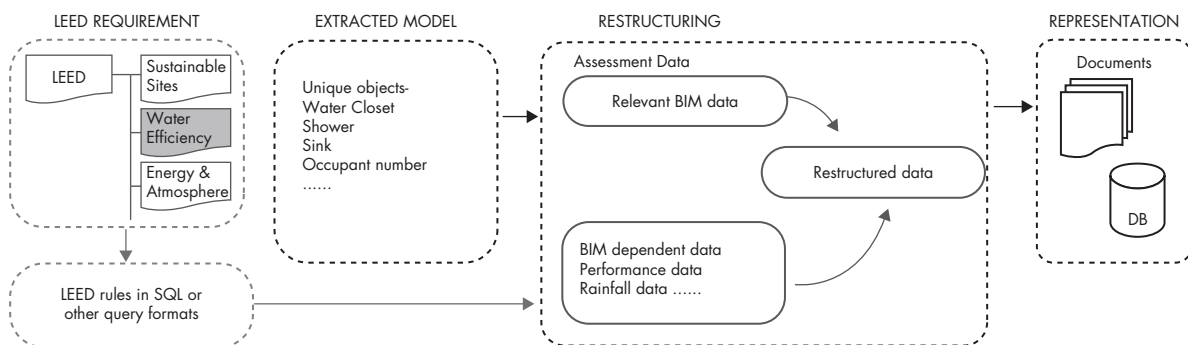 LEED REQUIREMENT
LEED
Sustainable
Sites
Water
Efficiency
Energy &
Atmosphere
LEED rules in SQL or
other query formats
EXTRACTED MODEL
Unique objects-
Water Closet
Shower
Sink
Occupant number
......
RESTRUCTURING
Assessment Data
Relevant BIM data
Restructured data
BIM dependent data
Performance data
Rainfall data ......
REPRESENTATION
Documents
DB